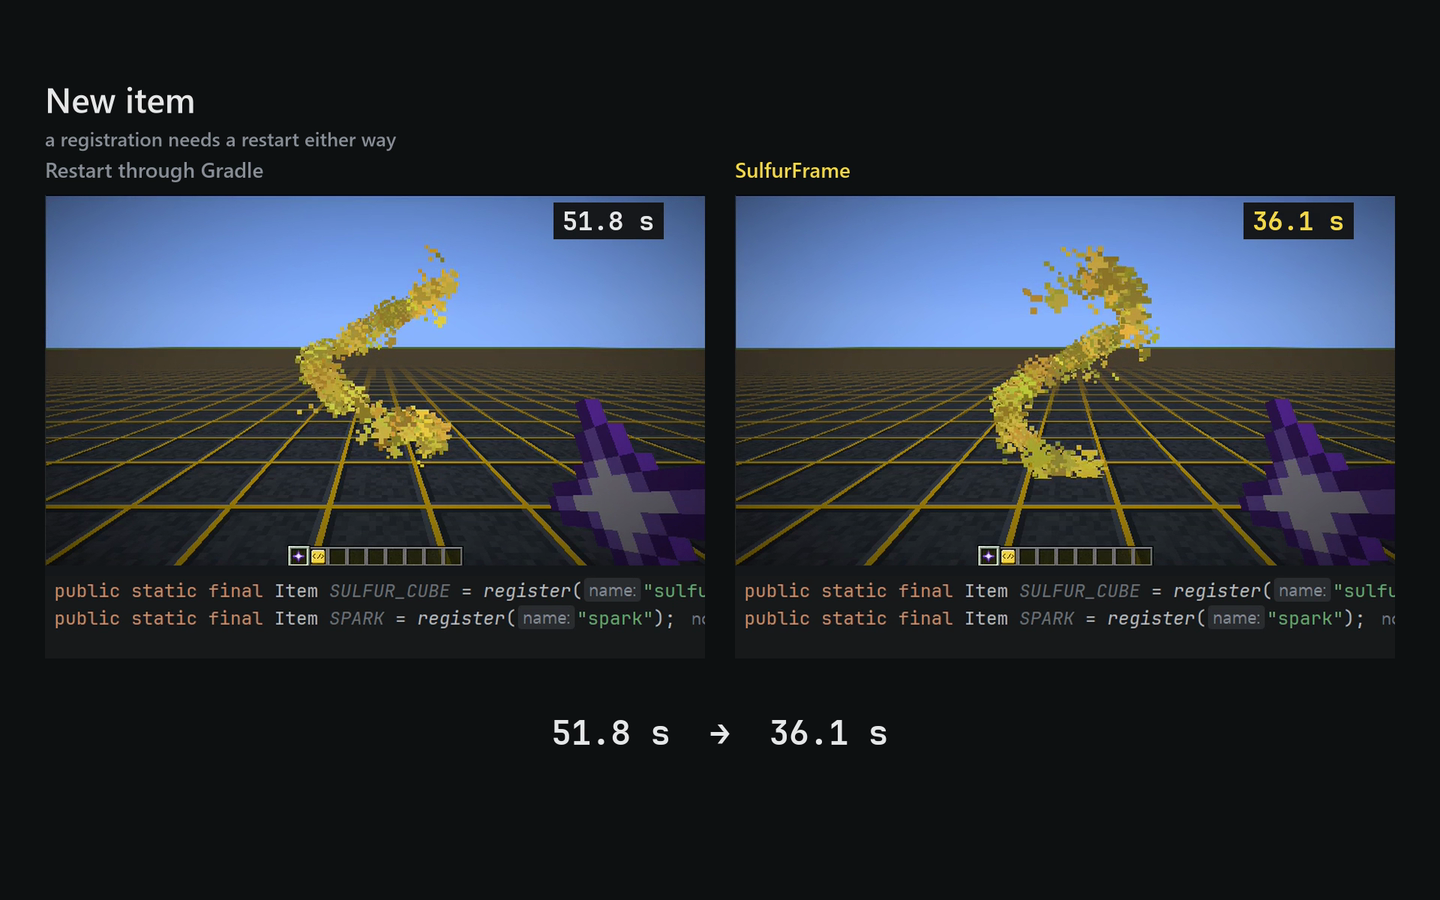 New item
a registration needs a restart either way
Restart through Gradle
51.8 s
public static final Item SULFUR_CUBE = register( name: "sulfu
public static final Item SPARK = register( name: "spark"); no
SulfurFrame
36.1 s
</>
public static final Item SULFUR_CUBE = register( name: "sulfu
public static final Item SPARK = register( name: "spark"); no
51.8 s → 36.1 s